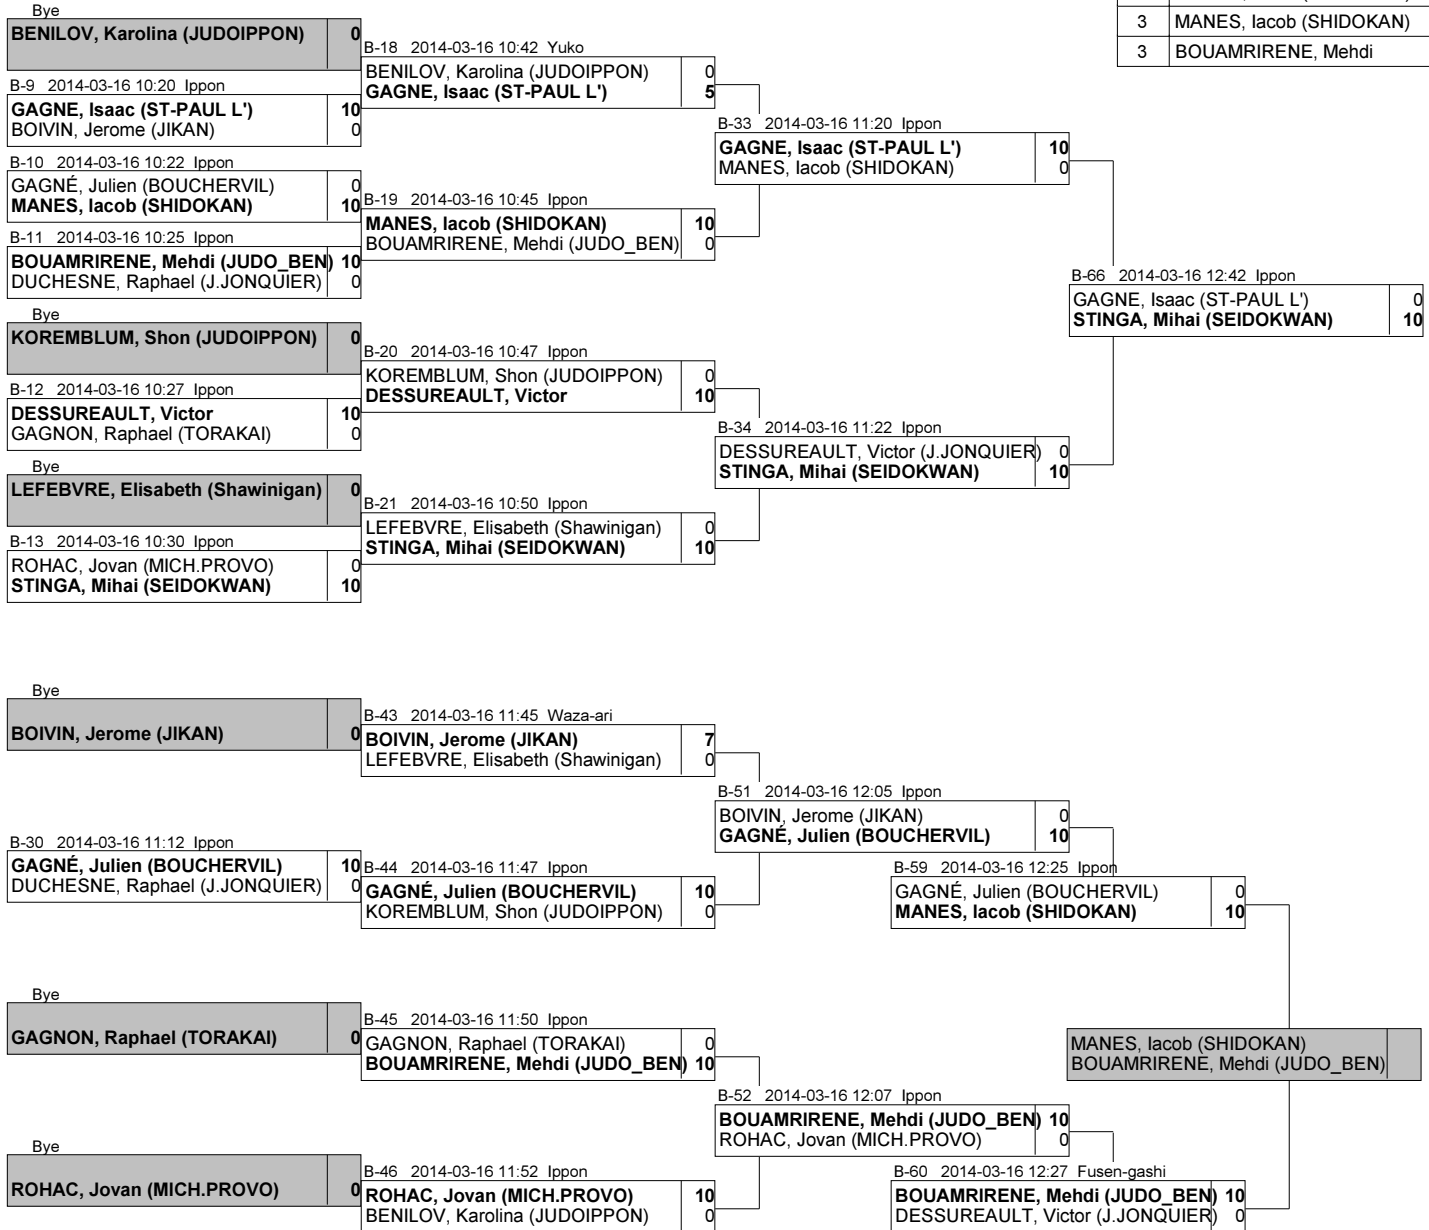 3 MANES, Iacob (SHIDOKAN)
3 BOUAMRIRENE, Mehdi
Bye
BENILOV, Karolina (JUDOIPPON) 0
B-9 2014-03-16 10:20 Ippon
GAGNE, Isaac (ST-PAUL L') 10
BOIVIN, Jerome (JIKAN) 0
B-10 2014-03-16 10:22 Ippon
GAGNÉ, Julien (BOUCHERVIL) 0
MANES, Iacob (SHIDOKAN) 10
B-11 2014-03-16 10:25 Ippon
BOUAMRIRENE, Mehdi (JUDO_BEN) 10
DUCHESNE, Raphael (J.JONQUIER) 0
Bye
KOREMBLUM, Shon (JUDOIPPON) 0
B-12 2014-03-16 10:27 Ippon
DESSUREAULT, Victor 10
GAGNON, Raphael (TORAKAI) 0
Bye
LEFEBVRE, Elisabeth (Shawinigan) 0
B-13 2014-03-16 10:30 Ippon
ROHAC, Jovan (MICH.PROVO) 0
STINGA, Mihai (SEIDOKWAN) 10
B-18 2014-03-16 10:42 Yuko
BENILOV, Karolina (JUDOIPPON) 0
GAGNE, Isaac (ST-PAUL L') 5
B-19 2014-03-16 10:45 Ippon
MANES, Iacob (SHIDOKAN) 10
BOUAMRIRENE, Mehdi (JUDO_BEN) 0
B-20 2014-03-16 10:47 Ippon
KOREMBLUM, Shon (JUDOIPPON) 0
DESSUREAULT, Victor 10
B-21 2014-03-16 10:50 Ippon
LEFEBVRE, Elisabeth (Shawinigan) 0
STINGA, Mihai (SEIDOKWAN) 10
B-33 2014-03-16 11:20 Ippon
GAGNE, Isaac (ST-PAUL L') 10
MANES, Iacob (SHIDOKAN) 0
B-34 2014-03-16 11:22 Ippon
DESSUREAULT, Victor (J.JONQUIER) 0
STINGA, Mihai (SEIDOKWAN) 10
B-66 2014-03-16 12:42 Ippon
GAGNE, Isaac (ST-PAUL L') 0
STINGA, Mihai (SEIDOKWAN) 10
Bye
BOIVIN, Jerome (JIKAN) 0
B-30 2014-03-16 11:12 Ippon
GAGNÉ, Julien (BOUCHERVIL) 10
DUCHESNE, Raphael (J.JONQUIER) 0
Bye
GAGNON, Raphael (TORAKAI) 0
Bye
ROHAC, Jovan (MICH.PROVO) 0
B-43 2014-03-16 11:45 Waza-ari
BOIVIN, Jerome (JIKAN) 7
LEFEBVRE, Elisabeth (Shawinigan) 0
B-44 2014-03-16 11:47 Ippon
GAGNÉ, Julien (BOUCHERVIL) 10
KOREMBLUM, Shon (JUDOIPPON) 0
B-45 2014-03-16 11:50 Ippon
GAGNON, Raphael (TORAKAI) 0
BOUAMRIRENE, Mehdi (JUDO_BEN) 10
B-46 2014-03-16 11:52 Ippon
ROHAC, Jovan (MICH.PROVO) 10
BENILOV, Karolina (JUDOIPPON) 0
B-51 2014-03-16 12:05 Ippon
BOIVIN, Jerome (JIKAN) 0
GAGNÉ, Julien (BOUCHERVIL) 10
B-52 2014-03-16 12:07 Ippon
BOUAMRIRENE, Mehdi (JUDO_BEN) 10
ROHAC, Jovan (MICH.PROVO) 0
B-59 2014-03-16 12:25 Ippon
GAGNÉ, Julien (BOUCHERVIL) 0
MANES, Iacob (SHIDOKAN) 10
B-60 2014-03-16 12:27 Fusen-gashi
BOUAMRIRENE, Mehdi (JUDO_BEN) 10
DESSUREAULT, Victor (J.JONQUIER) 0
MANES, Iacob (SHIDOKAN)
BOUAMRIRENE, Mehdi (JUDO_BEN)